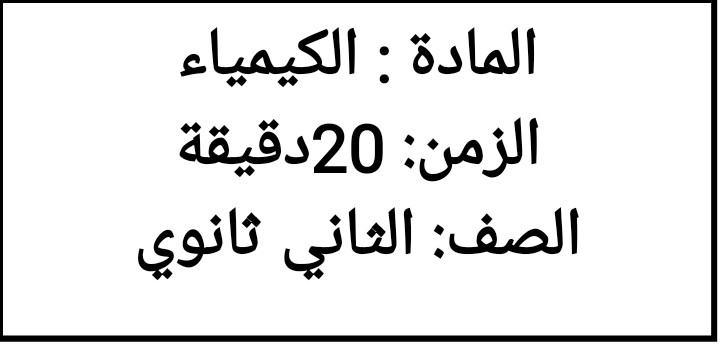 المادة : الكيمياء
الزمن: 20دقيقة
الصف: الثاني ثانوي